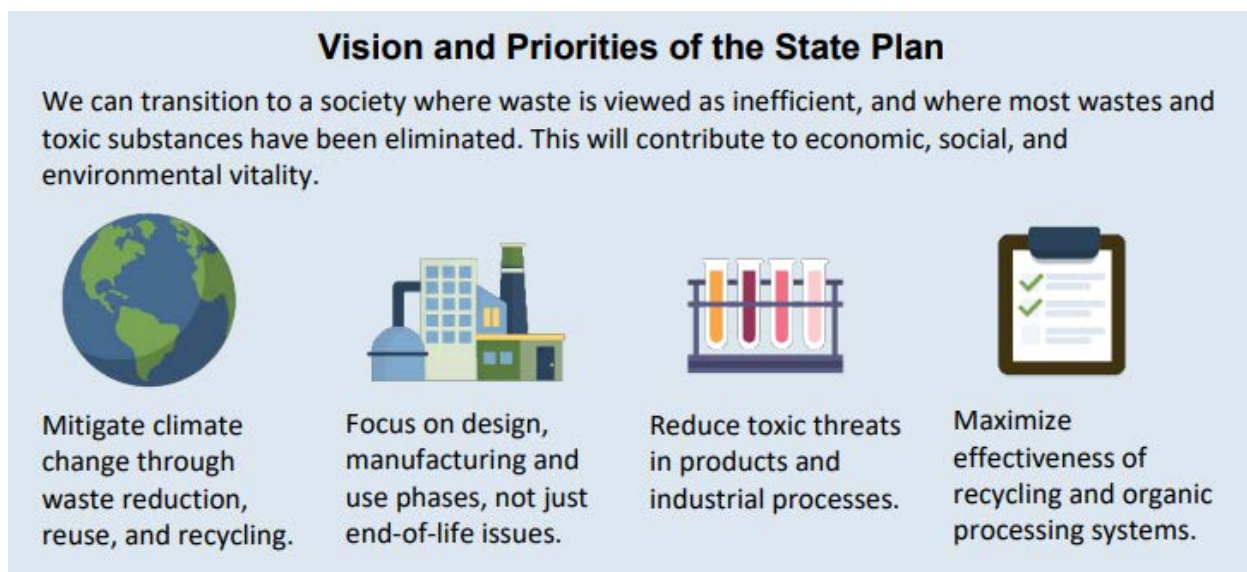 Vision and Priorities of the State Plan
We can transition to a society where waste is viewed as inefficient, and where most wastes and
toxic substances have been eliminated. This will contribute to economic, social, and
environmental vitality.
Mitigate climate
change through
waste reduction,
reuse, and recycling.
Focus on design,
manufacturing and
use phases, not just
end-of-life issues.
Reduce toxic threats
in products and
industrial processes.
Maximize
effectiveness of
recycling and organic
processing systems.